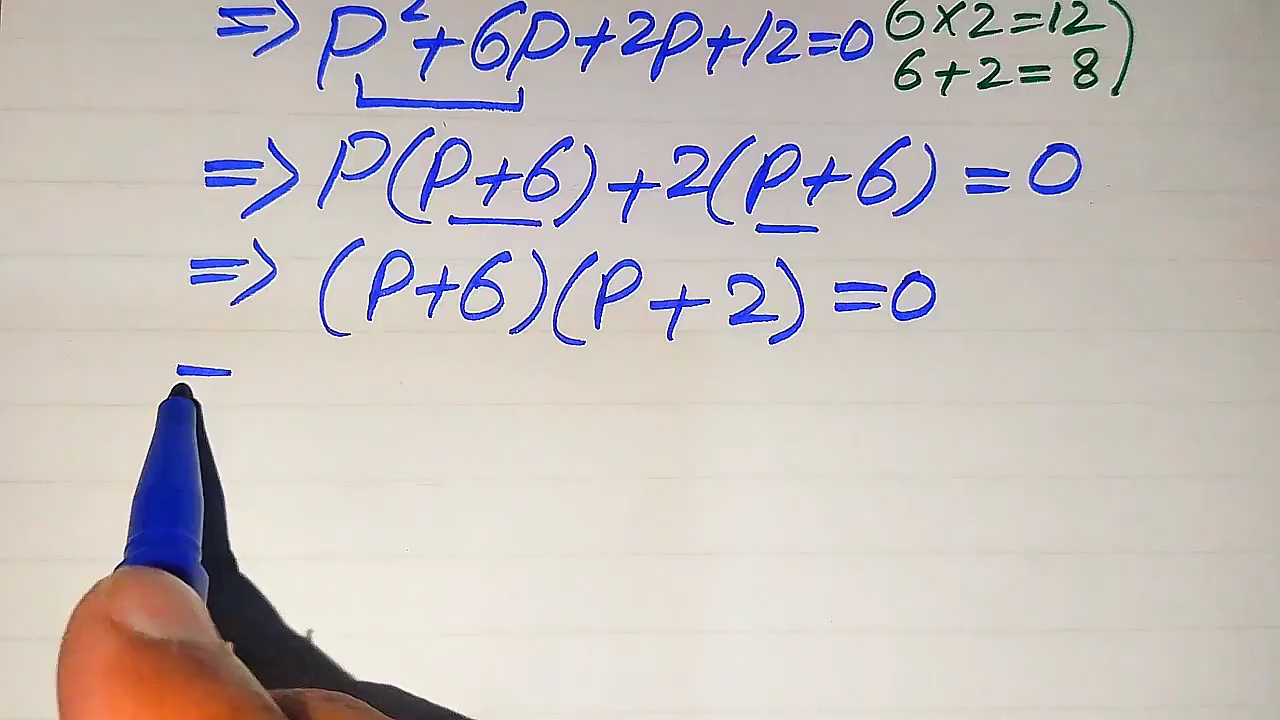 => P²+6P+2P+12=0 6×2=12
6+2=8)
=> P(P+6)+2(P+6)=0
=> (P+6)(P+2)=0